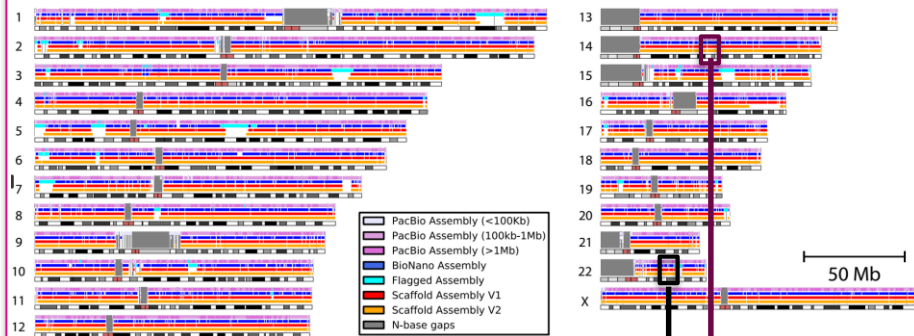 1
2
3
4
5
6
7
8
9
10
11
12
13
14
15
16
17
18
19
20
21
22
X
PacBio Assembly (<100Kb)
PacBio Assembly (100kb-1Mb)
PacBio Assembly (>1Mb)
BioNano Assembly
Flagged Assembly
Scaffold Assembly V1
Scaffold Assembly V2
N-base gaps
50 Mb